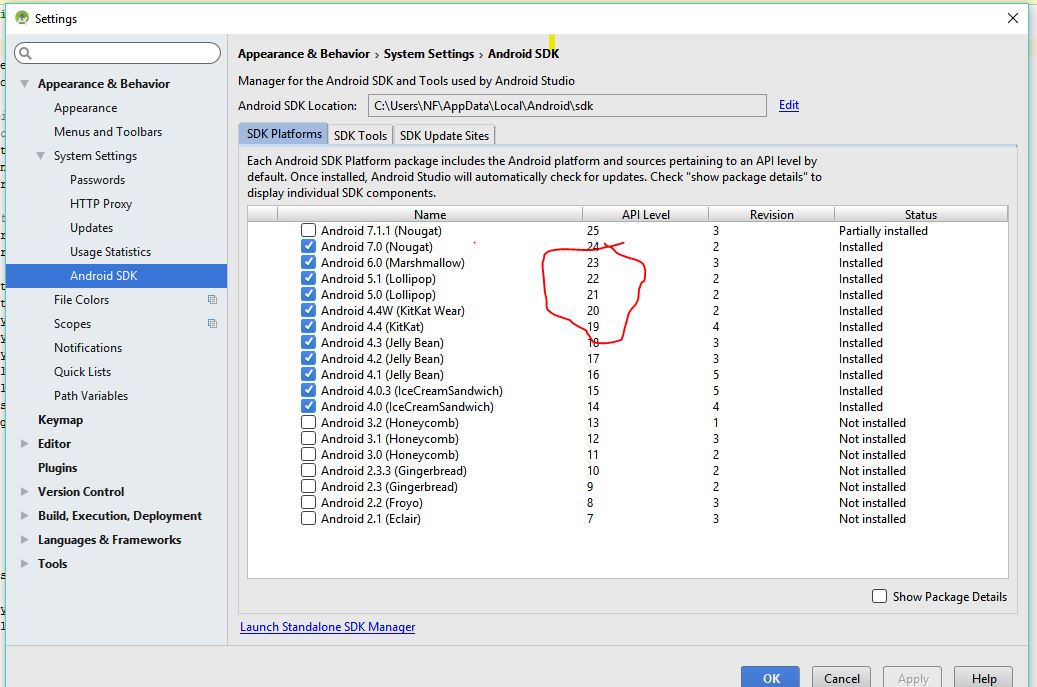 Settings
Appearance & Behavior › System Settings › Android SDK
Manager for the Android SDK and Tools used by Android Studio
Android SDK Location: C:\Users\NF\AppData\Local\Android\sdk Edit
SDK Platforms SDK Tools SDK Update Sites
Each Android SDK Platform package includes the Android platform and sources pertaining to an API level by
default. Once installed, Android Studio will automatically check for updates. Check "show package details" to
display individual SDK components.
Name API Level Revision Status
Android 7.1.1 (Nougat) 25 3 Partially installed
Android 7.0 (Nougat) 24 2 Installed
Android 6.0 (Marshmallow) 23 3 Installed
Android 5.1 (Lollipop) 22 2 Installed
Android 5.0 (Lollipop) 21 2 Installed
Android 4.4W (KitKat Wear) 20 2 Installed
Android 4.4 (KitKat) 19 4 Installed
Android 4.3 (Jelly Bean) 18 3 Installed
Android 4.2 (Jelly Bean) 17 3 Installed
Android 4.1 (Jelly Bean) 16 5 Installed
Android 4.0.3 (IceCreamSandwich) 15 5 Installed
Android 4.0 (IceCreamSandwich) 14 4 Installed
Android 3.2 (Honeycomb) 13 1 Not installed
Android 3.1 (Honeycomb) 12 3 Not installed
Android 3.0 (Honeycomb) 11 2 Not installed
Android 2.3.3 (Gingerbread) 10 2 Not installed
Android 2.3 (Gingerbread) 9 2 Not installed
Android 2.2 (Froyo) 8 3 Not installed
Android 2.1 (Eclair) 7 3 Not installed
Show Package Details
Launch Standalone SDK Manager
Appearance & Behavior
Appearance
Menus and Toolbars
System Settings
Passwords
HTTP Proxy
Updates
Usage Statistics
Android SDK
File Colors
Scopes
Notifications
Quick Lists
Path Variables
Keymap
Editor
Plugins
Version Control
Build, Execution, Deployment
Languages & Frameworks
Tools
OK Cancel Apply Help